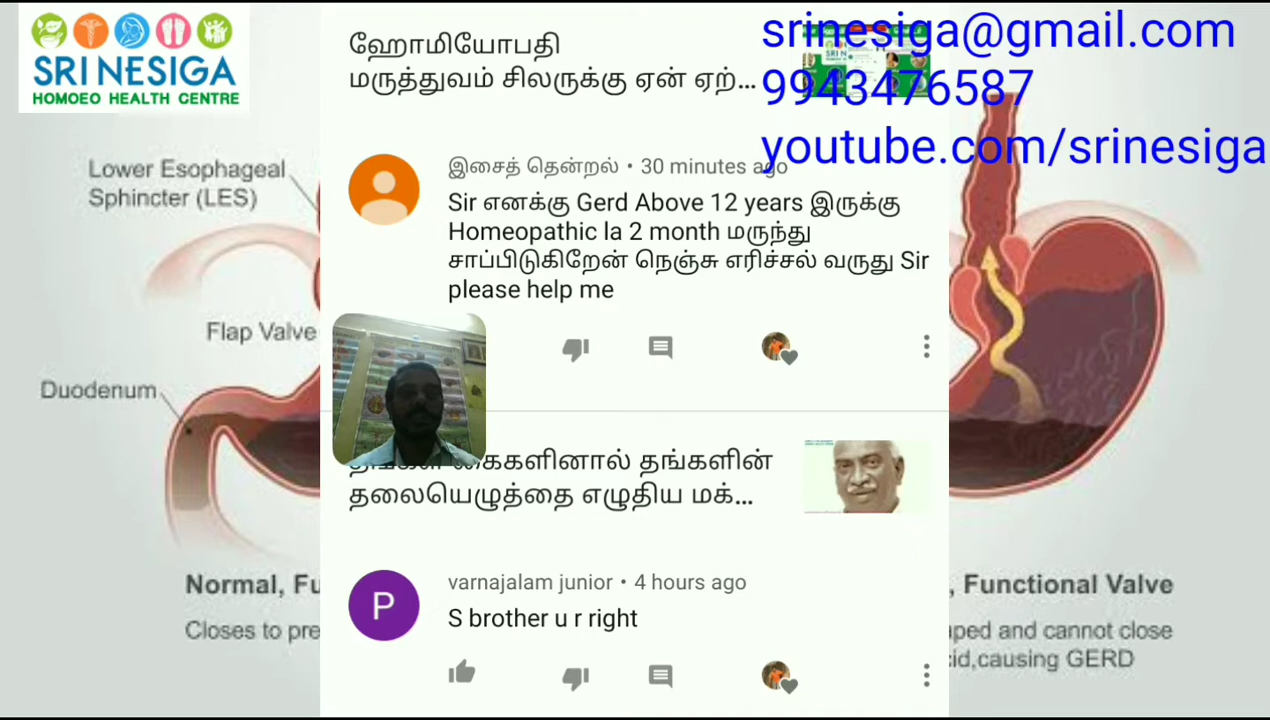 SRI NESIGA
HOMOEO HEALTH CENTRE
srinesiga@gmail.com
9943476587
youtube.com/srinesiga
ஹோமியோபதி
மருத்துவம் சிலருக்கு ஏன் ஏற்...
Lower Esophageal
Sphincter (LES)
Flap Valve
Duodenum
Normal, Fu
Closes to pre
இசைத் தென்றல் • 30 minutes ago
Sir எனக்கு Gerd Above 12 years இருக்கு
Homeopathic la 2 month மருந்து
சாப்பிடுகிறேன் நெஞ்சு எரிச்சல் வருது Sir
please help me
தங்கள் கைகளினால் தங்களின்
தலையெழுத்தை எழுதிய மக்...
varnajalam junior • 4 hours ago
P
S brother u r right
, Functional Valve
aped and cannot close
cid,causing GERD